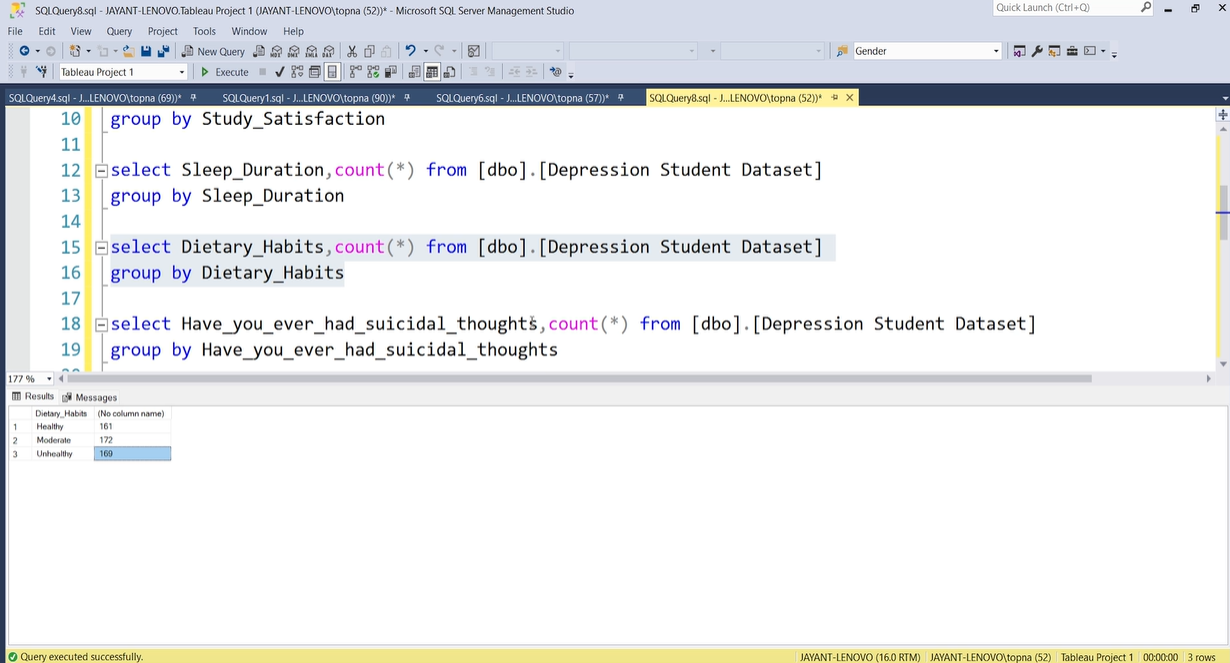 SQLQuery8.sql - JAYANT-LENOVO.Tableau Project 1 (JAYANT-LENOVO\topna (52))* - Microsoft SQL Server Management Studio
Quick Launch (Ctrl+Q)
File Edit View Query Project Tools Window Help
New Query
Gender
Tableau Project 1
Execute
SQLQuery4.sql - J...LENOVO\topna (69))*
SQLQuery1.sql - J...LENOVO\topna (90))*
SQLQuery6.sql - J...LENOVO\topna (57))*
SQLQuery8.sql - J...LENOVO\topna (52))*
10 group by Study_Satisfaction
11
12 select Sleep_Duration,count(*) from [dbo].[Depression Student Dataset]
13 group by Sleep_Duration
14
15 select Dietary_Habits,count(*) from [dbo].[Depression Student Dataset]
16 group by Dietary_Habits
17
18 select Have_you_ever_had_suicidal_thoughts,count(*) from [dbo].[Depression Student Dataset]
19 group by Have_you_ever_had_suicidal_thoughts
177 %
Results Messages
Dietary_Habits (No column name)
1 Healthy 161
2 Moderate 172
3 Unhealthy 169
Query executed successfully.
JAYANT-LENOVO (16.0 RTM) JAYANT-LENOVO\topna (52) Tableau Project 1 00:00:00 3 rows